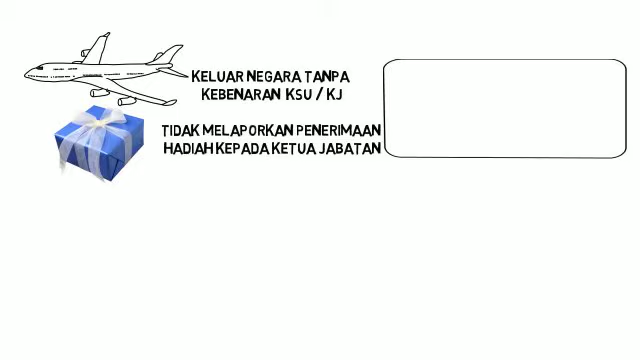 KELUAR NEGARA TANPA
KEBENARAN KSU / KJ
TIDAK MELAPORKAN PENERIMAAN
HADIAH KEPADA KETUA JABATAN